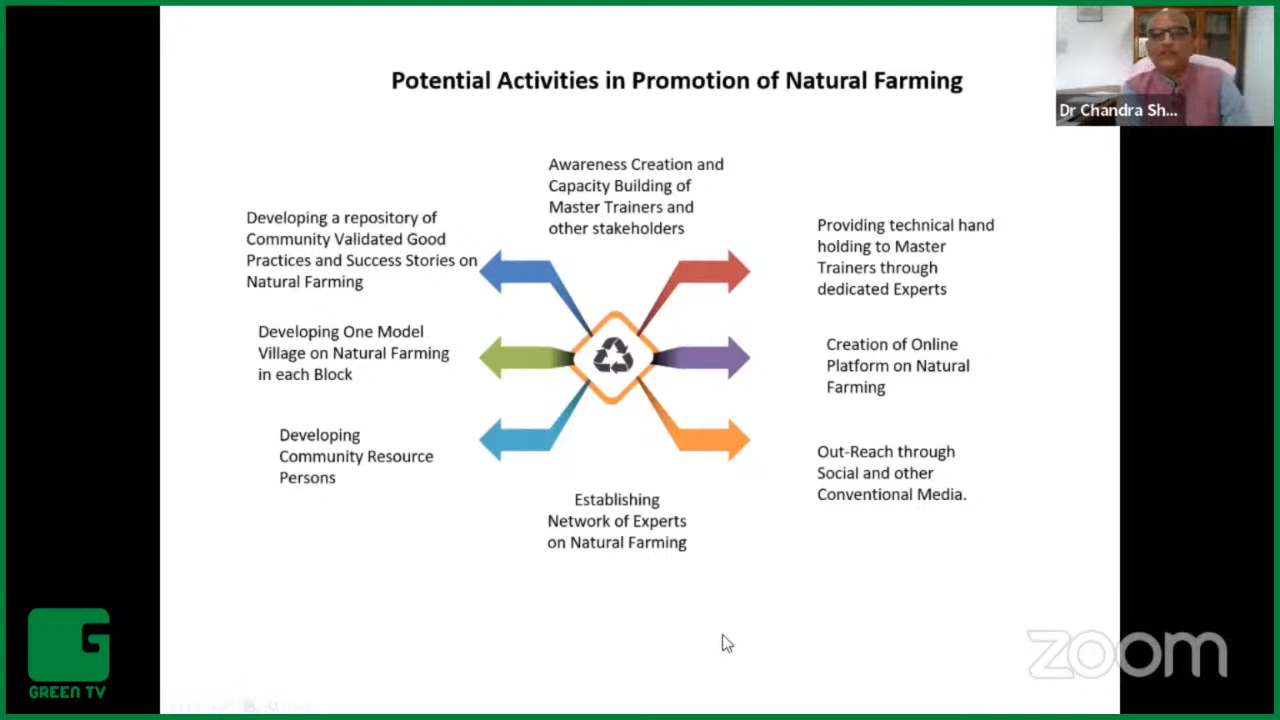 Potential Activities in Promotion of Natural Farming
Dr Chandra Sh...
Awareness Creation and
Capacity Building of
Master Trainers and
other stakeholders
Developing a repository of
Community Validated Good
Practices and Success Stories on
Natural Farming
Providing technical hand
holding to Master
Trainers through
dedicated Experts
Developing One Model
Village on Natural Farming
in each Block
Creation of Online
Platform on Natural
Farming
Developing
Community Resource
Persons
Out-Reach through
Social and other
Conventional Media.
Establishing
Network of Experts
on Natural Farming
GREEN TV
zoom